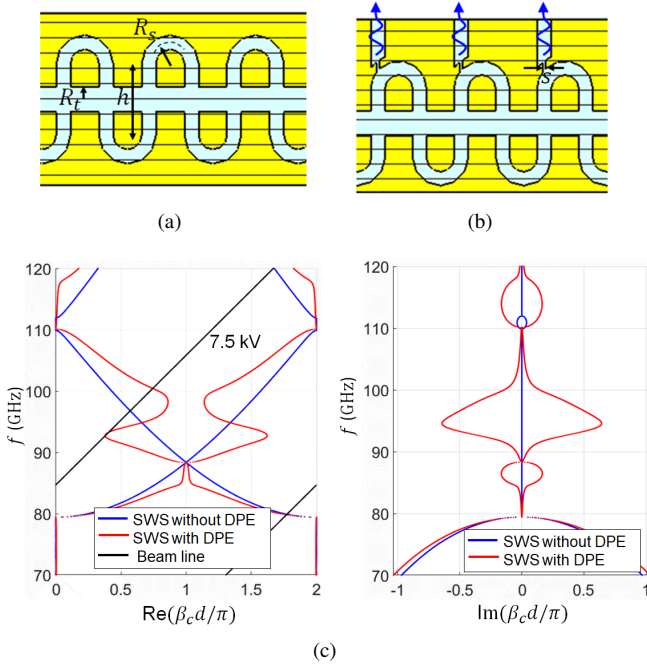 R_s
R_t
h
s
(a)
(b)
120
110
100
90
80
70
f (GHz)
7.5 kV
SWS without DPE
SWS with DPE
Beam line
0
0.5
1
1.5
2
Re(β_c d/π)
120
110
100
90
80
70
f (GHz)
SWS without DPE
SWS with DPE
-1
-0.5
0
0.5
1
Im(β_c d/π)
(c)